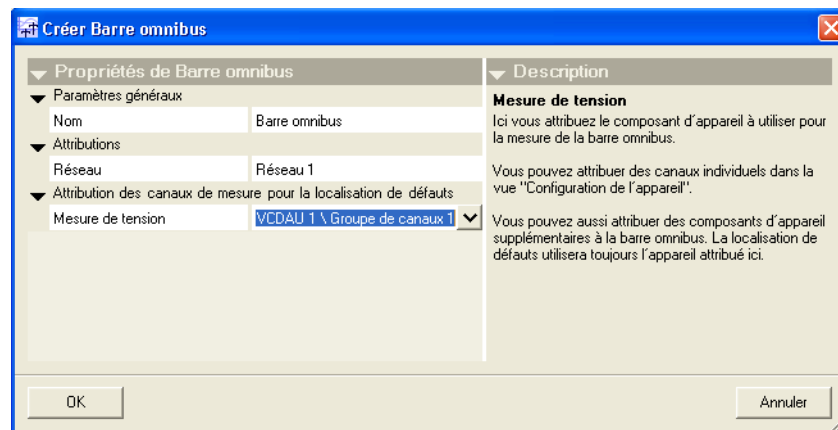 Créer Barre omnibus
Propriétés de Barre omnibus
Paramètres généraux
Nom Barre omnibus
Attributions
Réseau Réseau 1
Attribution des canaux de mesure pour la localisation de défauts
Mesure de tension VCDAU 1 \ Groupe de canaux 1
Description
Mesure de tension
Ici vous attribuez le composant d´appareil à utiliser pour
la mesure de la barre omnibus.
Vous pouvez attribuer des canaux individuels dans la
vue "Configuration de l´appareil".
Vous pouvez aussi attribuer des composants d´appareil
supplémentaires à la barre omnibus. La localisation de
défauts utilisera toujours l´appareil attribué ici.
OK
Annuler